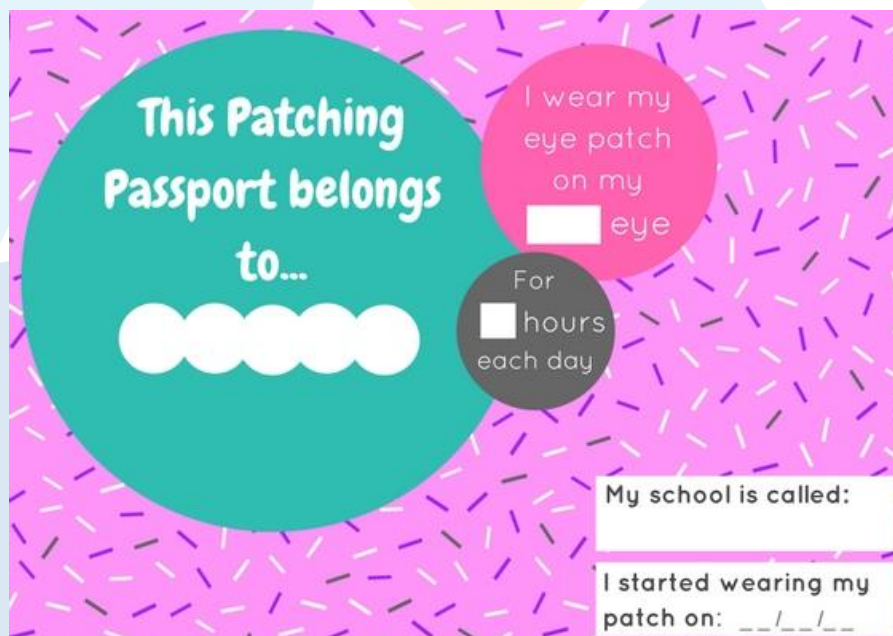 This Patching
Passport belongs
to...
I wear my
eye patch
on my
eye
For
hours
each day
My school is called:
I started wearing my
patch on: __/__/__